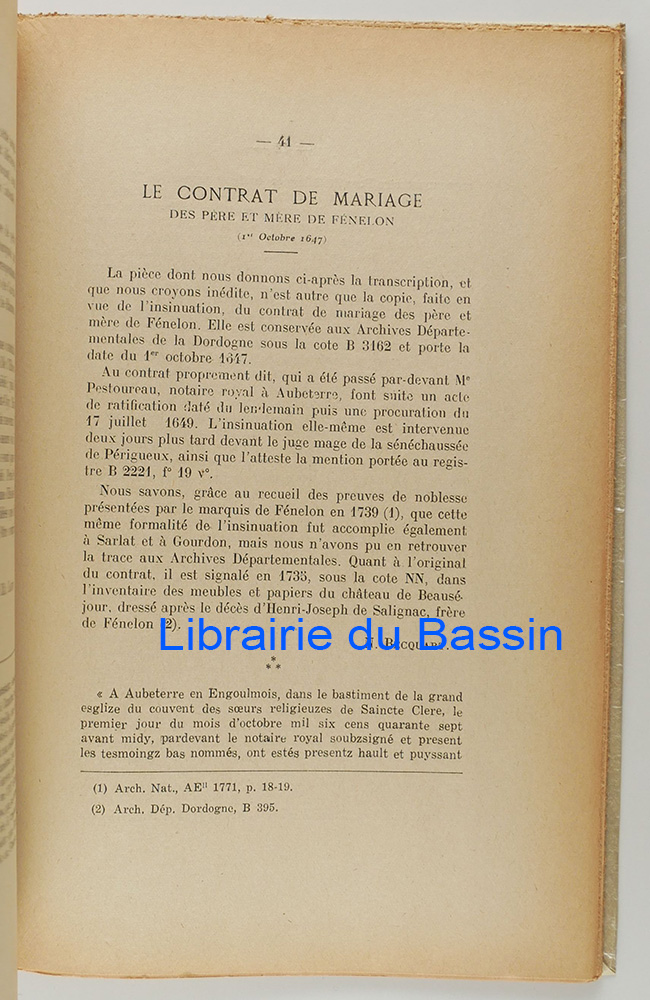 — 41 —
LE CONTRAT DE MARIAGE
DES PÈRE ET MÈRE DE FÉNELON
(1er Octobre 1647)
La pièce dont nous donnons ci-après la transcription, et
que nous croyons inédite, n'est autre que la copie, faite en
vue de l'insinuation, du contrat de mariage des père et
mère de Fénelon. Elle est conservée aux Archives Départe-
mentales de la Dordogne sous la cote B 3162 et porte la
date du 1er octobre 1647.
Au contrat proprement dit, qui a été passé par-devant Me
Pestoureau, notaire royal à Aubeterre, font suite un acte
de ratification daté du lendemain puis une procuration du
17 juillet 1649. L'insinuation elle-même est intervenue
deux jours plus tard devant le juge mage de la sénéchaussée
de Périgueux, ainsi que l'atteste la mention portée au regis-
tre B 2221, f° 19 v°.
Nous savons, grâce au recueil des preuves de noblesse
présentées par le marquis de Fénelon en 1739 (1), que cette
même formalité de l'insinuation fut accomplie également
à Sarlat et à Gourdon, mais nous n'avons pu en retrouver
la trace aux Archives Départementales. Quant à l'original
du contrat, il est signalé en 1735, sous la cote NN, dans
l'inventaire des meubles et papiers du château de Beausé-
jour, dressé après le décès d'Henri-Joseph de Salignac, frère
de Fénelon (2).
Librairie du Bassin
N. BECQUART.
* * *
« A Aubeterre en Engoulmois, dans le bastiment de la grand
esglize du couvent des sœurs religieuzes de Saincte Clere, le
premier jour du mois d'octobre mil six cens quarante sept
avant midy, pardevant le notaire royal soubzsigné et present
les tesmoingz bas nommés, ont estés presentz hault et puyssant
(1) Arch. Nat., AEII 1771, p. 18-19.
(2) Arch. Dép. Dordogne, B 395.